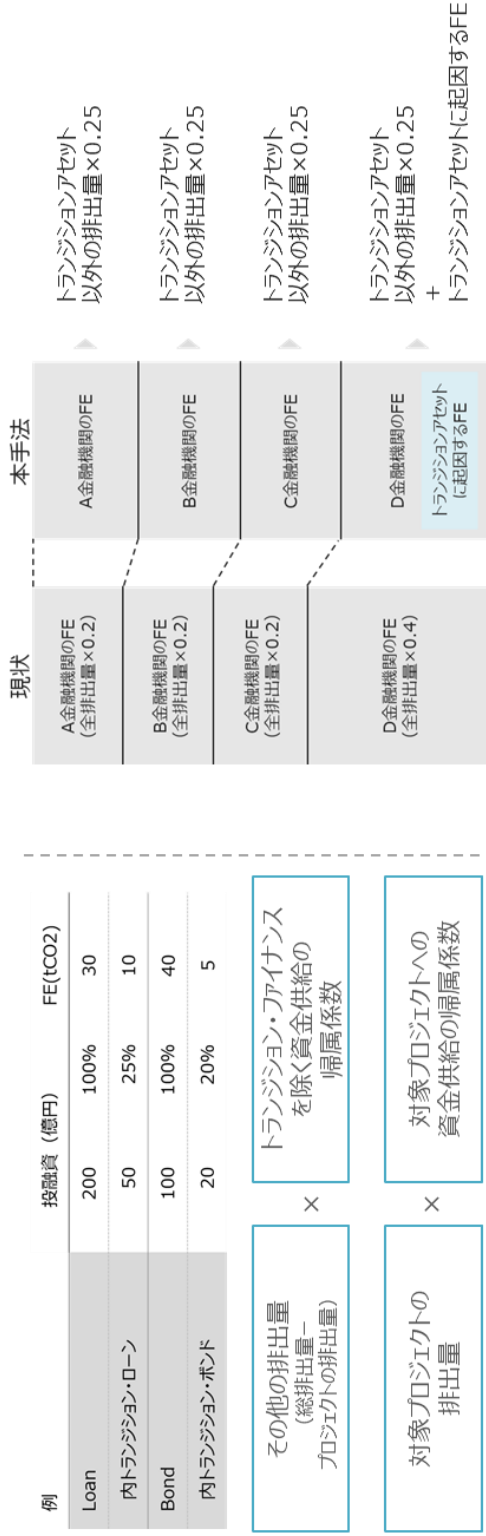 例 投融資（億円） FE(tCO2)
Loan 200 100% 30
内トランジション・ローン 50 25% 10
Bond 100 100% 40
内トランジション・ボンド 20 20% 5
その他の排出量
（総排出量－
プロジェクトの排出量）
×
トランジション・ファイナンス
を除く資金供給の
帰属係数
対象プロジェクトの
排出量
×
対象プロジェクトへの
資金供給の帰属係数
現状
A金融機関のFE
(全排出量×0.2)
B金融機関のFE
(全排出量×0.2)
C金融機関のFE
(全排出量×0.2)
D金融機関のFE
(全排出量×0.4)
本手法
A金融機関のFE
B金融機関のFE
C金融機関のFE
D金融機関のFE
トランジションアセット
に起因するFE
トランジションアセット
以外の排出量×0.25
トランジションアセット
以外の排出量×0.25
トランジションアセット
以外の排出量×0.25
トランジションアセット
以外の排出量×0.25
+
トランジションアセットに起因するFE